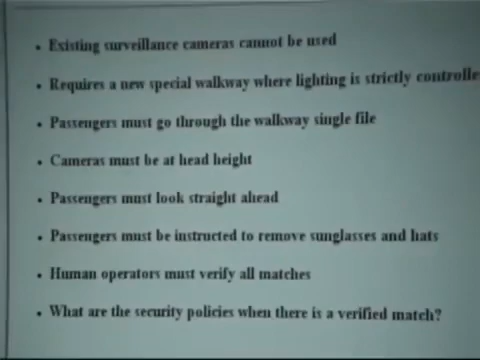 • Existing surveillance cameras cannot be used
• Requires a new special walkway where lighting is strictly controlle
• Passengers must go through the walkway single file
• Cameras must be at head height
• Passengers must look straight ahead
• Passengers must be instructed to remove sunglasses and hats
• Human operators must verify all matches
• What are the security policies when there is a verified match?